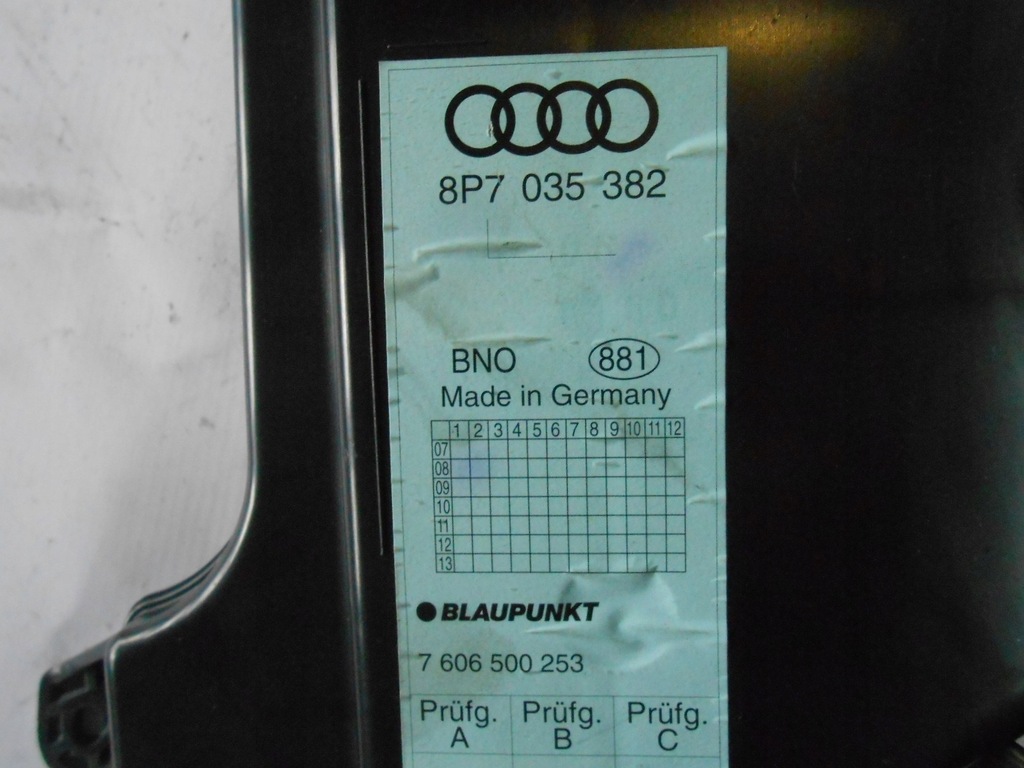 8P7 035 382
BNO 881
Made in Germany
1 2 3 4 5 6 7 8 9 10 11 12
07
08
09
10
11
12
13
BLAUPUNKT
7 606 500 253
Prüfg. Prüfg. Prüfg.
A B C